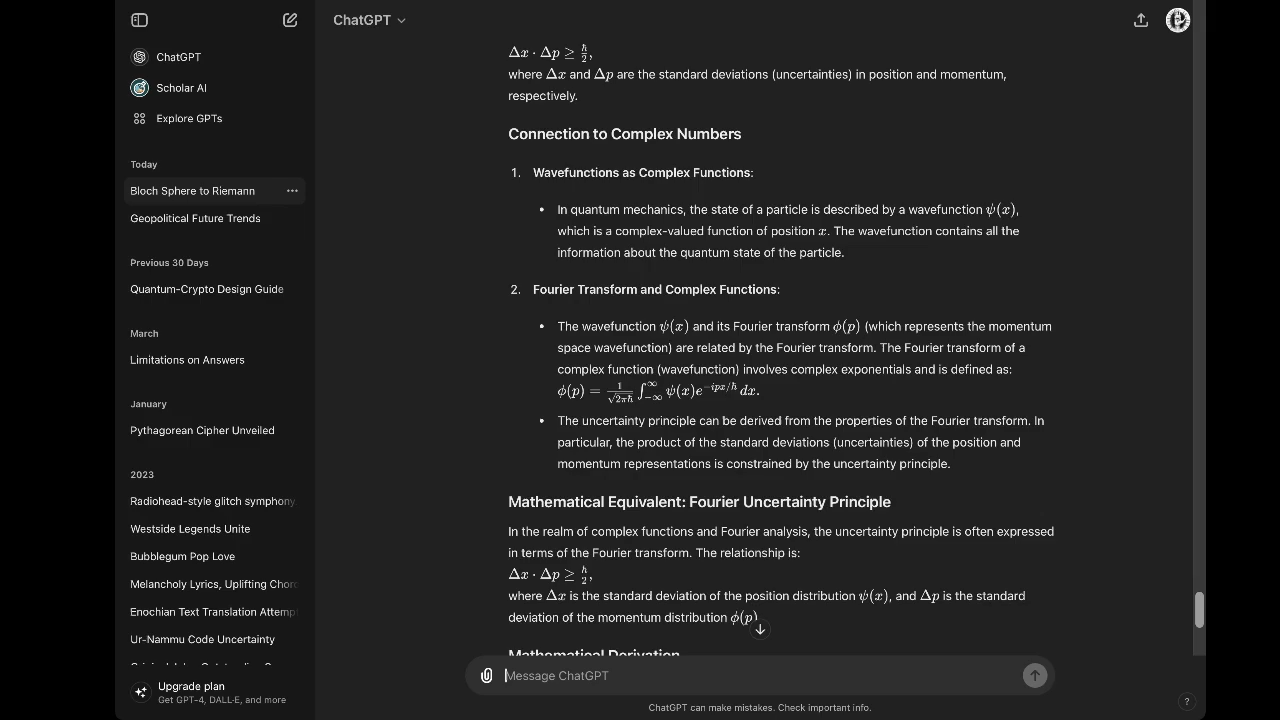 ChatGPT
ChatGPT
Scholar AI
Explore GPTs
Today
Bloch Sphere to Riemann
Geopolitical Future Trends
Previous 30 Days
Quantum-Crypto Design Guide
March
Limitations on Answers
January
Pythagorean Cipher Unveiled
2023
Radiohead-style glitch symphony
Westside Legends Unite
Bubblegum Pop Love
Melancholy Lyrics, Uplifting Chor
Enochian Text Translation Attemp
Ur-Nammu Code Uncertainty
Upgrade plan
Get GPT-4, DALL·E, and more
Δx · Δp ≥ ħ/2,
where Δx and Δp are the standard deviations (uncertainties) in position and momentum,
respectively.
Connection to Complex Numbers
1. Wavefunctions as Complex Functions:
• In quantum mechanics, the state of a particle is described by a wavefunction ψ(x),
which is a complex-valued function of position x. The wavefunction contains all the
information about the quantum state of the particle.
2. Fourier Transform and Complex Functions:
• The wavefunction ψ(x) and its Fourier transform ϕ(p) (which represents the momentum
space wavefunction) are related by the Fourier transform. The Fourier transform of a
complex function (wavefunction) involves complex exponentials and is defined as:
ϕ(p) = 1/√2πħ ∫_{−∞}^{∞} ψ(x)e^{−ipx/ħ} dx.
• The uncertainty principle can be derived from the properties of the Fourier transform. In
particular, the product of the standard deviations (uncertainties) of the position and
momentum representations is constrained by the uncertainty principle.
Mathematical Equivalent: Fourier Uncertainty Principle
In the realm of complex functions and Fourier analysis, the uncertainty principle is often expressed
in terms of the Fourier transform. The relationship is:
Δx · Δp ≥ ħ/2,
where Δx is the standard deviation of the position distribution ψ(x), and Δp is the standard
deviation of the momentum distribution ϕ(p)
Mathematical Derivation
Message ChatGPT
ChatGPT can make mistakes. Check important info.
?